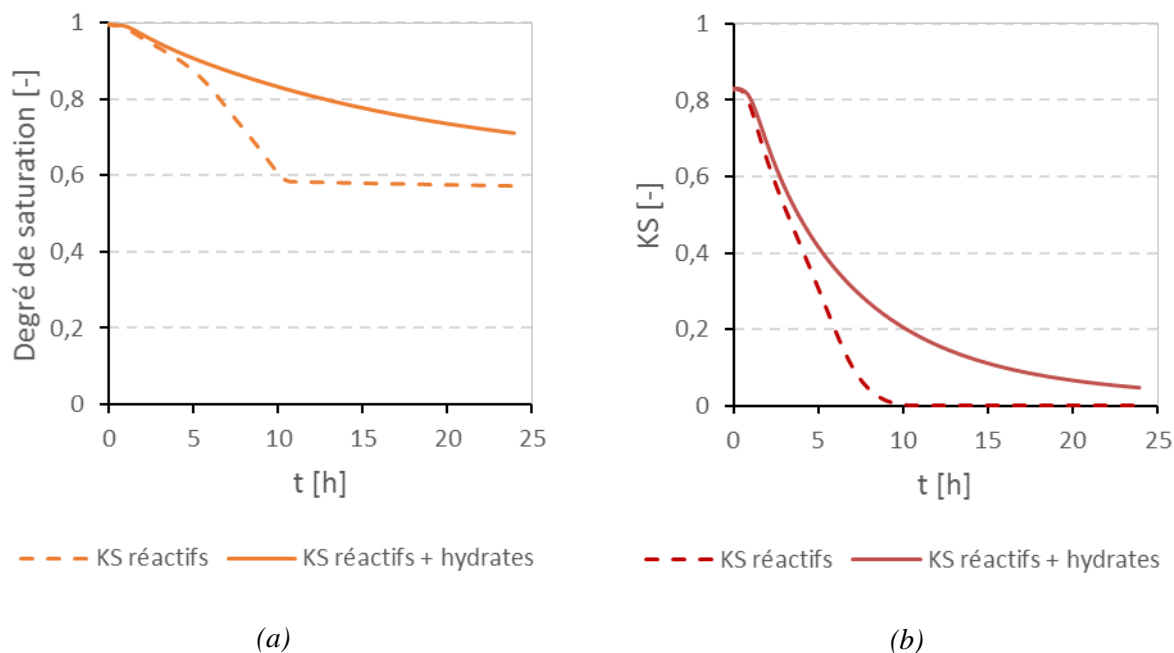 Degré de saturation [-]
1
0,8
0,6
0,4
0,2
0
0 5 10 15 20 25
t [h]
KS réactifs KS réactifs + hydrates
(a)
KS [-]
1
0,8
0,6
0,4
0,2
0
0 5 10 15 20 25
t [h]
KS réactifs KS réactifs + hydrates
(b)